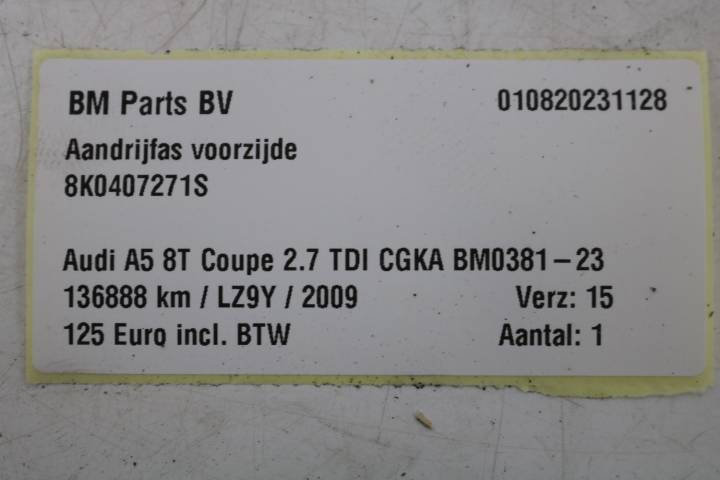 BM Parts BV 010820231128
Aandrijfas voorzijde
8K0407271S
Audi A5 8T Coupe 2.7 TDI CGKA BM0381-23
136888 km / LZ9Y / 2009 Verz: 15
125 Euro incl. BTW Aantal: 1